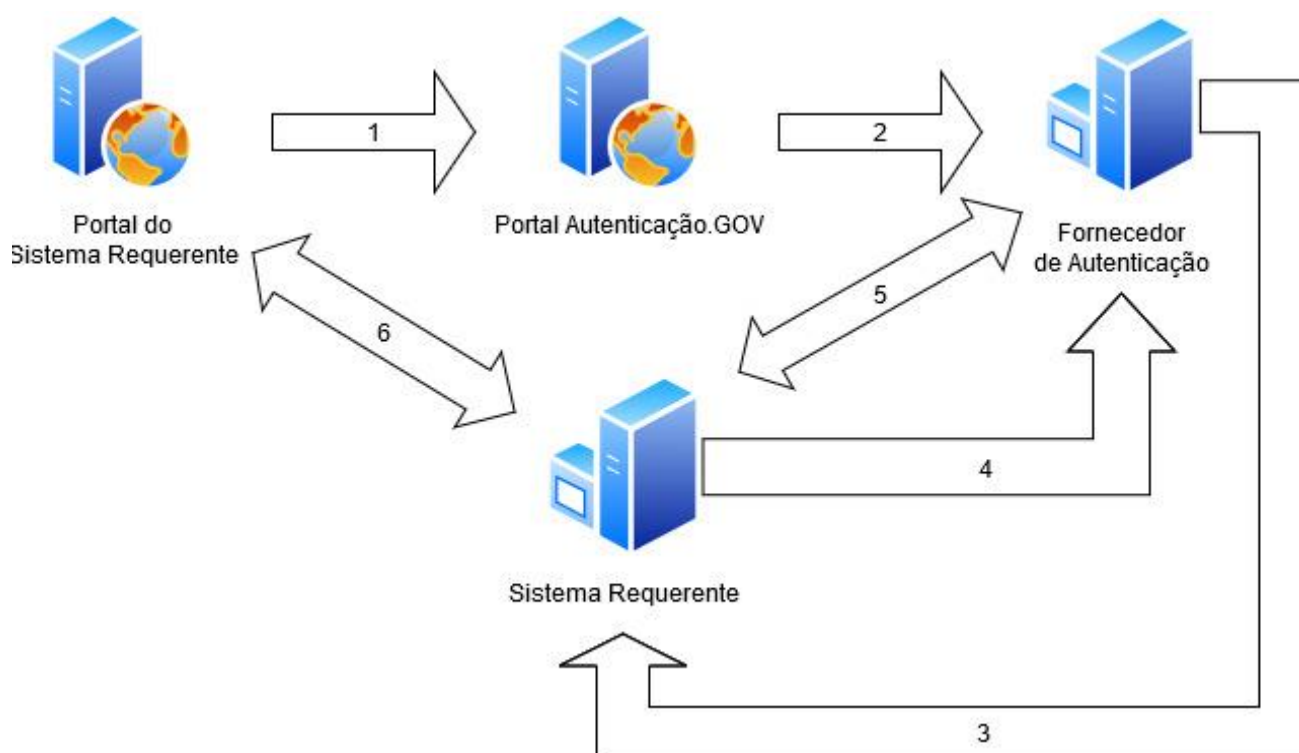 1
2
Portal do
Sistema Requerente
Portal Autenticação.GOV
Fornecedor
de Autenticação
5
6
4
Sistema Requerente
3